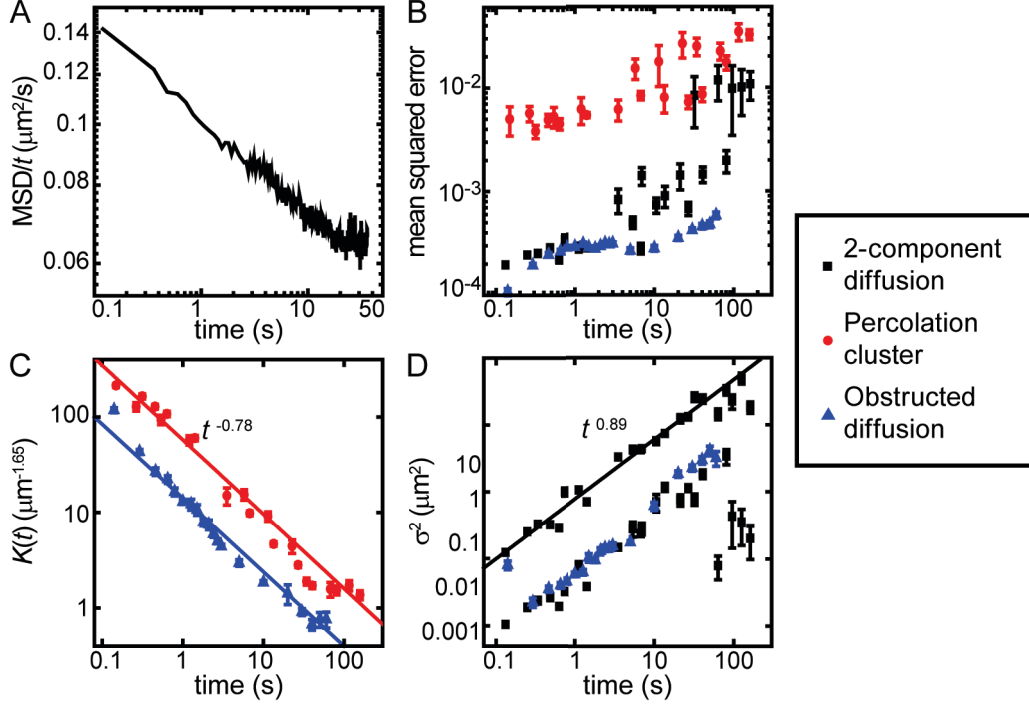 A
MSD/t (μm²/s)
0.14
0.12
0.1
0.08
0.06
0.1
1
10
50
time (s)
B
mean squared error
10⁻²
10⁻³
10⁻⁴
0.1
1
10
100
time (s)
C
K(t) (μm⁻¹·⁶⁵)
100
10
1
t⁻⁰·⁷⁸
0.1
1
10
100
time (s)
D
σ² (μm²)
10
1
0.1
0.01
0.001
t⁰·⁸⁹
0.1
1
10
100
time (s)
2-component
diffusion
Percolation
cluster
Obstructed
diffusion